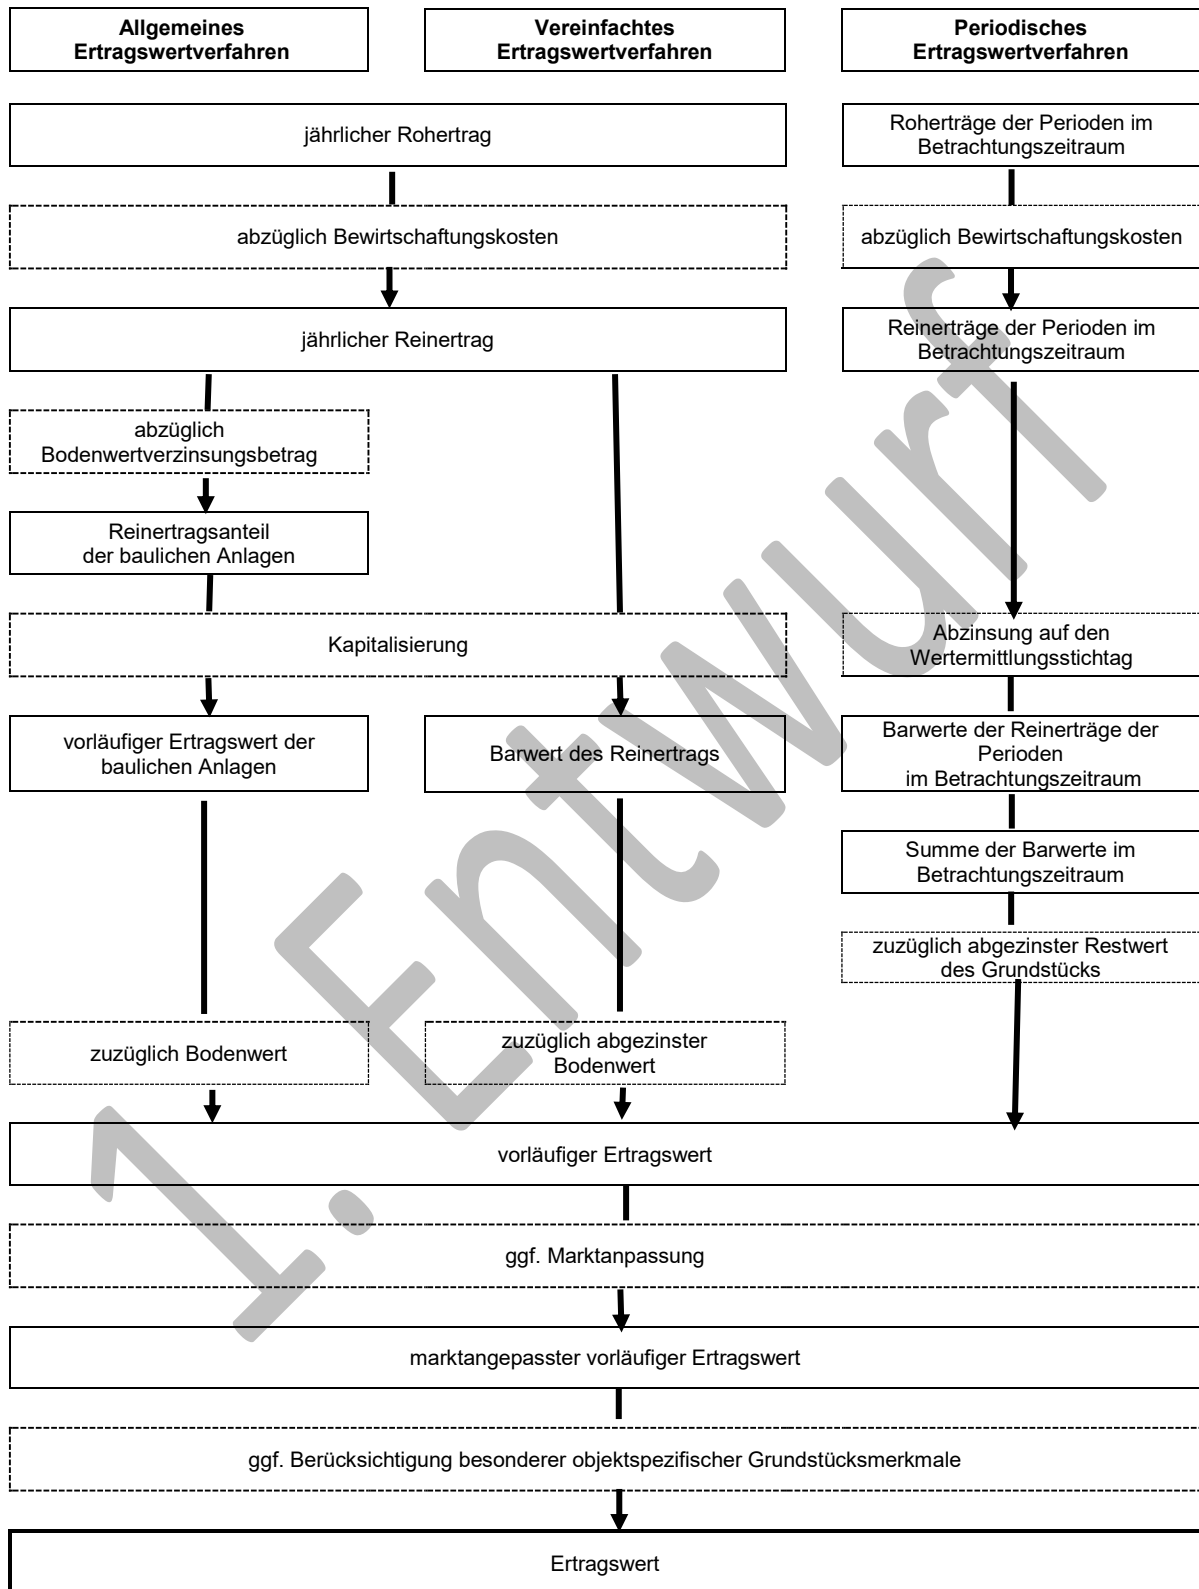 Allgemeines
Ertragswertverfahren
Vereinfachtes
Ertragswertverfahren
Periodisches
Ertragswertverfahren
jährlicher Rohertrag
Roherträge der Perioden im
Betrachtungszeitraum
abzüglich Bewirtschaftungskosten
abzüglich Bewirtschaftungskosten
jährlicher Reinertrag
Reinerträge der Perioden im
Betrachtungszeitraum
abzüglich
Bodenwertverzinsungsbetrag
Reinertragsanteil
der baulichen Anlagen
Kapitalisierung
Abzinsung auf den
Wertermittlungsstichtag
vorläufiger Ertragswert der
baulichen Anlagen
Barwert des Reinertrags
Barwerte der Reinerträge der
Perioden
im Betrachtungszeitraum
Summe der Barwerte im
Betrachtungszeitraum
zuzüglich abgezinster Restwert
des Grundstücks
zuzüglich Bodenwert
zuzüglich abgezinster
Bodenwert
vorläufiger Ertragswert
ggf. Marktanpassung
marktangepasster vorläufiger Ertragswert
ggf. Berücksichtigung besonderer objektspezifischer Grundstücksmerkmale
Ertragswert
1. Entwurf